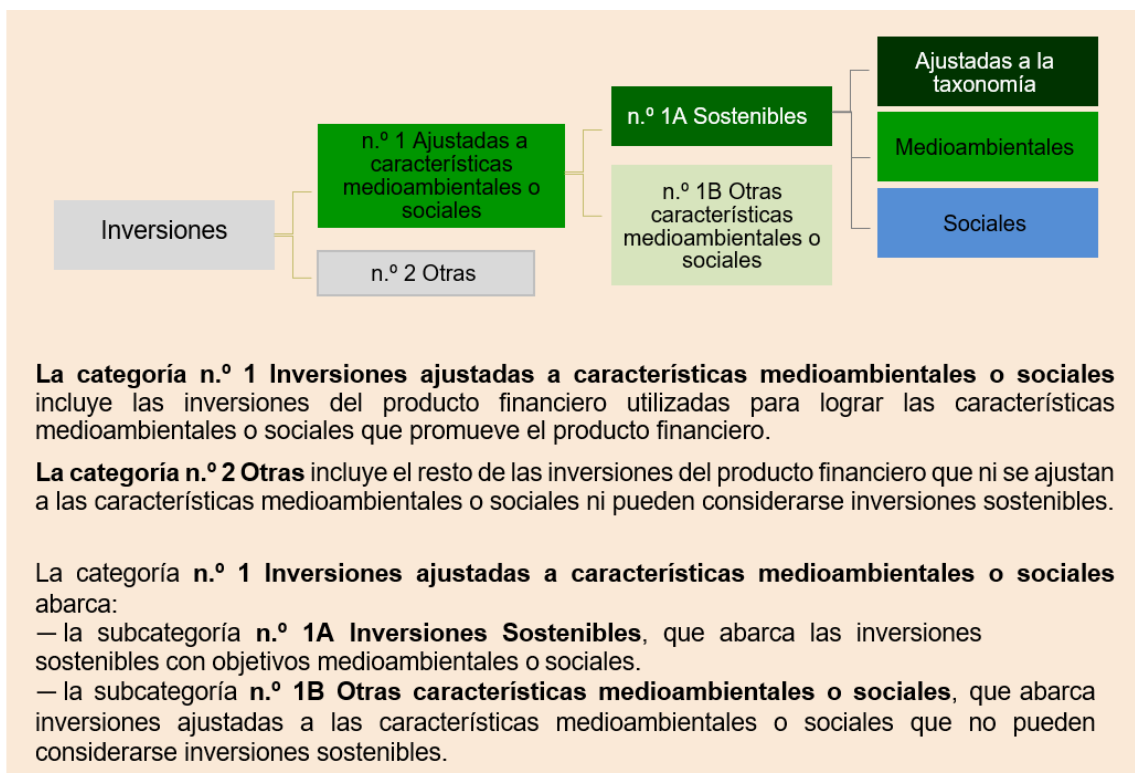 Inversiones
n.º 1 Ajustadas a
características
medioambientales o
sociales
n.º 2 Otras
n.º 1A Sostenibles
n.º 1B Otras
características
medioambientales o
sociales
Ajustadas a la
taxonomía
Medioambientales
Sociales
La categoría n.º 1 Inversiones ajustadas a características medioambientales o sociales
incluye las inversiones del producto financiero utilizadas para lograr las características
medioambientales o sociales que promueve el producto financiero.
La categoría n.º 2 Otras incluye el resto de las inversiones del producto financiero que ni se ajustan
a las características medioambientales o sociales ni pueden considerarse inversiones sostenibles.
La categoría n.º 1 Inversiones ajustadas a características medioambientales o sociales
abarca:
— la subcategoría n.º 1A Inversiones Sostenibles, que abarca las inversiones
sostenibles con objetivos medioambientales o sociales.
— la subcategoría n.º 1B Otras características medioambientales o sociales, que abarca
inversiones ajustadas a las características medioambientales o sociales que no pueden
considerarse inversiones sostenibles.